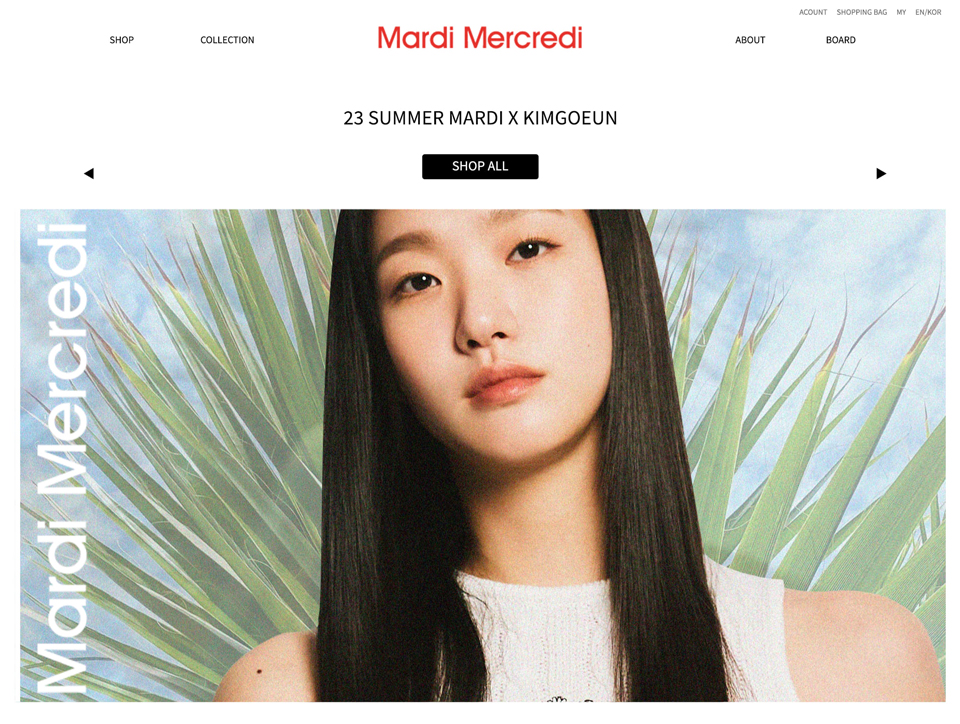 ACOUNT SHOPPING BAG MY EN/KOR
SHOP COLLECTION Mardi Mercredi ABOUT BOARD
23 SUMMER MARDI X KIMGOEUN
SHOP ALL
Mardi Mercredi